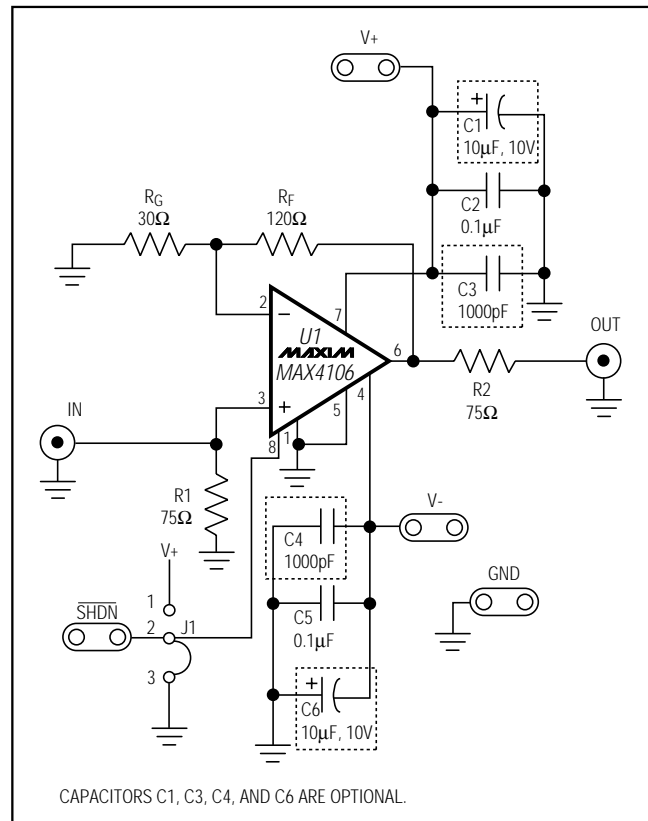 V+
+
C1
10µF, 10V
C2
0.1µF
C3
1000pF
RG
30Ω
RF
120Ω
2
−
7
U1
MAXIM
MAX4106
6
4
5
3
+
1
8
R2
75Ω
OUT
IN
R1
75Ω
C4
1000pF
V-
C5
0.1µF
GND
V+
1
SHDN
2
J1
3
+
C6
10µF, 10V
CAPACITORS C1, C3, C4, AND C6 ARE OPTIONAL.